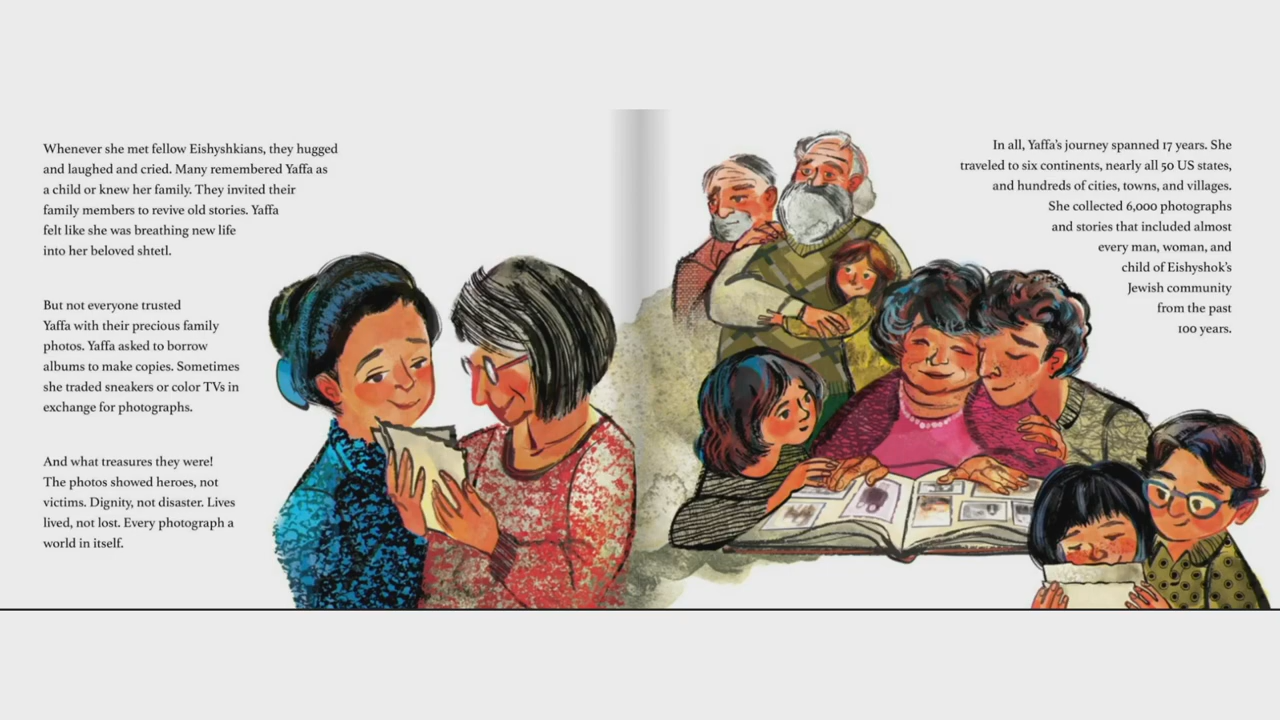 Whenever she met fellow Eishyshkians, they hugged
and laughed and cried. Many remembered Yaffa as
a child or knew her family. They invited their
family members to revive old stories. Yaffa
felt like she was breathing new life
into her beloved shtetl.
But not everyone trusted
Yaffa with their precious family
photos. Yaffa asked to borrow
albums to make copies. Sometimes
she traded sneakers or color TVs in
exchange for photographs.
And what treasures they were!
The photos showed heroes, not
victims. Dignity, not disaster. Lives
lived, not lost. Every photograph a
world in itself.
In all, Yaffa's journey spanned 17 years. She
traveled to six continents, nearly all 50 US states,
and hundreds of cities, towns, and villages.
She collected 6,000 photographs
and stories that included almost
every man, woman, and
child of Eishyshok's
Jewish community
from the past
100 years.